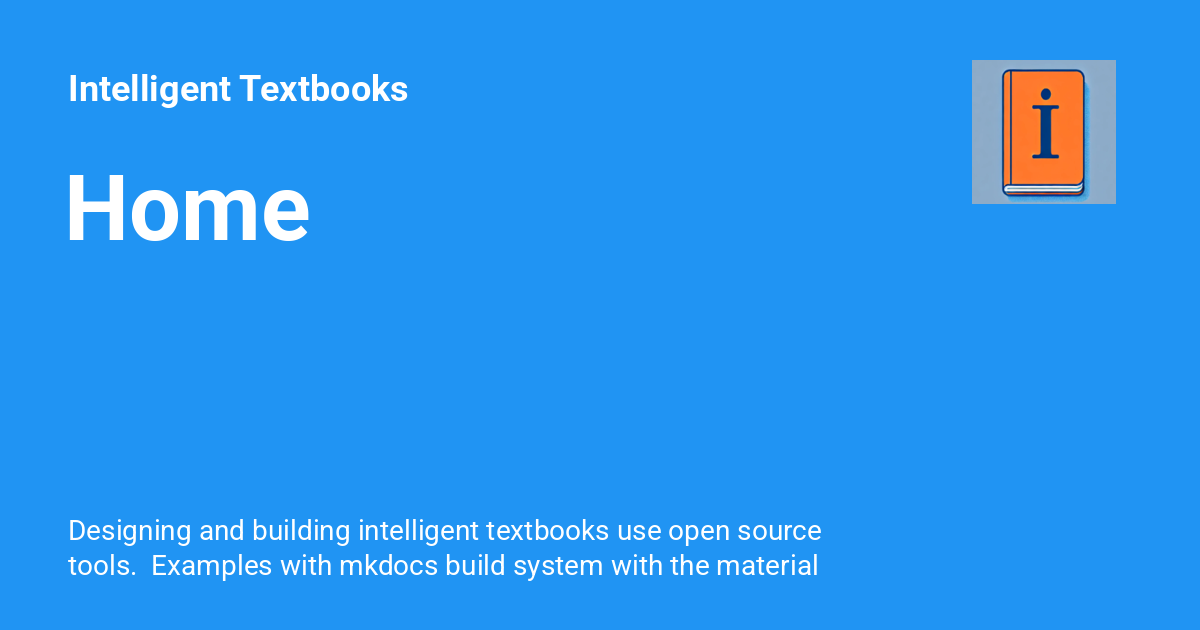 Intelligent Textbooks
i
Home
Designing and building intelligent textbooks use open source
tools.  Examples with mkdocs build system with the material